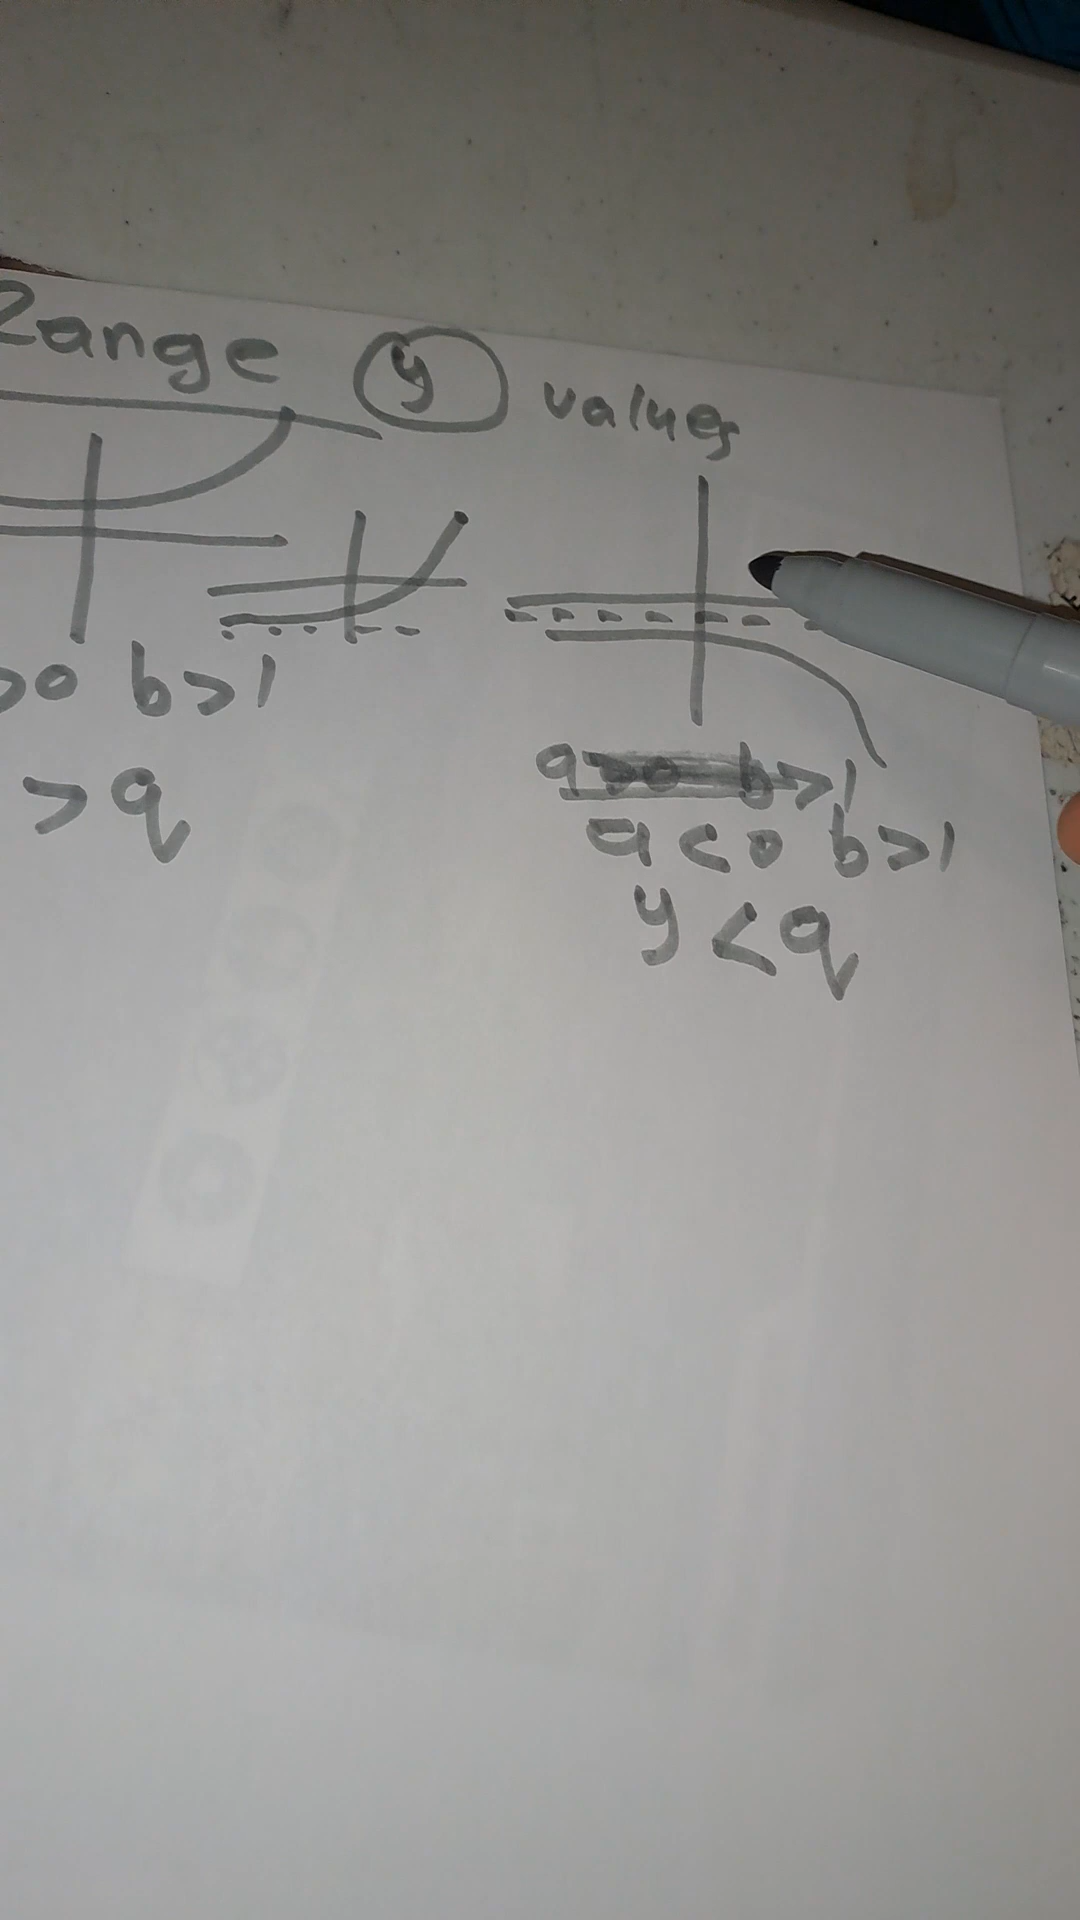 Range y values
>0 b>1
> q
a>0 b>1
a<0 b>1
y < q